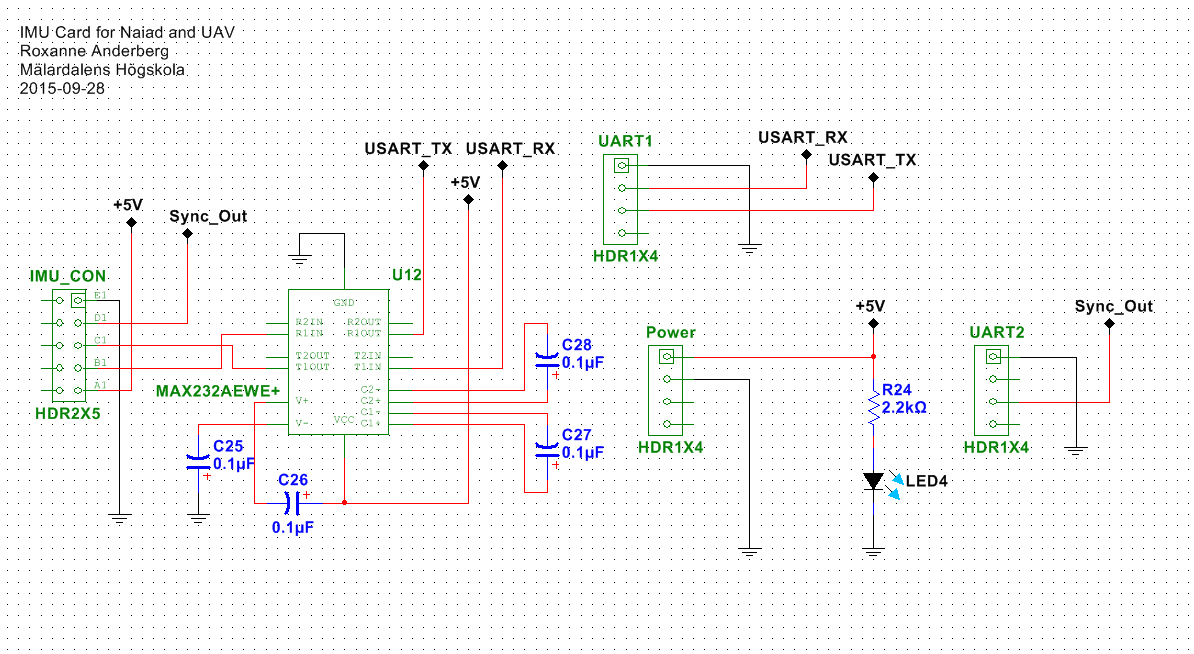 IMU Card for Naiad and UAV
Roxanne Anderberg
Mälardalens Högskola
2015-09-28
USART_TX
USART_RX
+5V
+5V
Sync_Out
IMU_CON
E1
D1
C1
B1
A1
HDR2X5
U12
GND
R2IN
R2OUT
R1IN
R1OUT
T2OUT
T2IN
T1OUT
T1IN
C2-
V+
C2+
C1-
V-
VCC
C1+
MAX232AEWE+
C28
0.1µF
C27
0.1µF
C25
0.1µF
C26
0.1µF
+
+
+
+
UART1
HDR1X4
USART_RX
USART_TX
Power
HDR1X4
+5V
R24
2.2kΩ
LED4
UART2
HDR1X4
Sync_Out